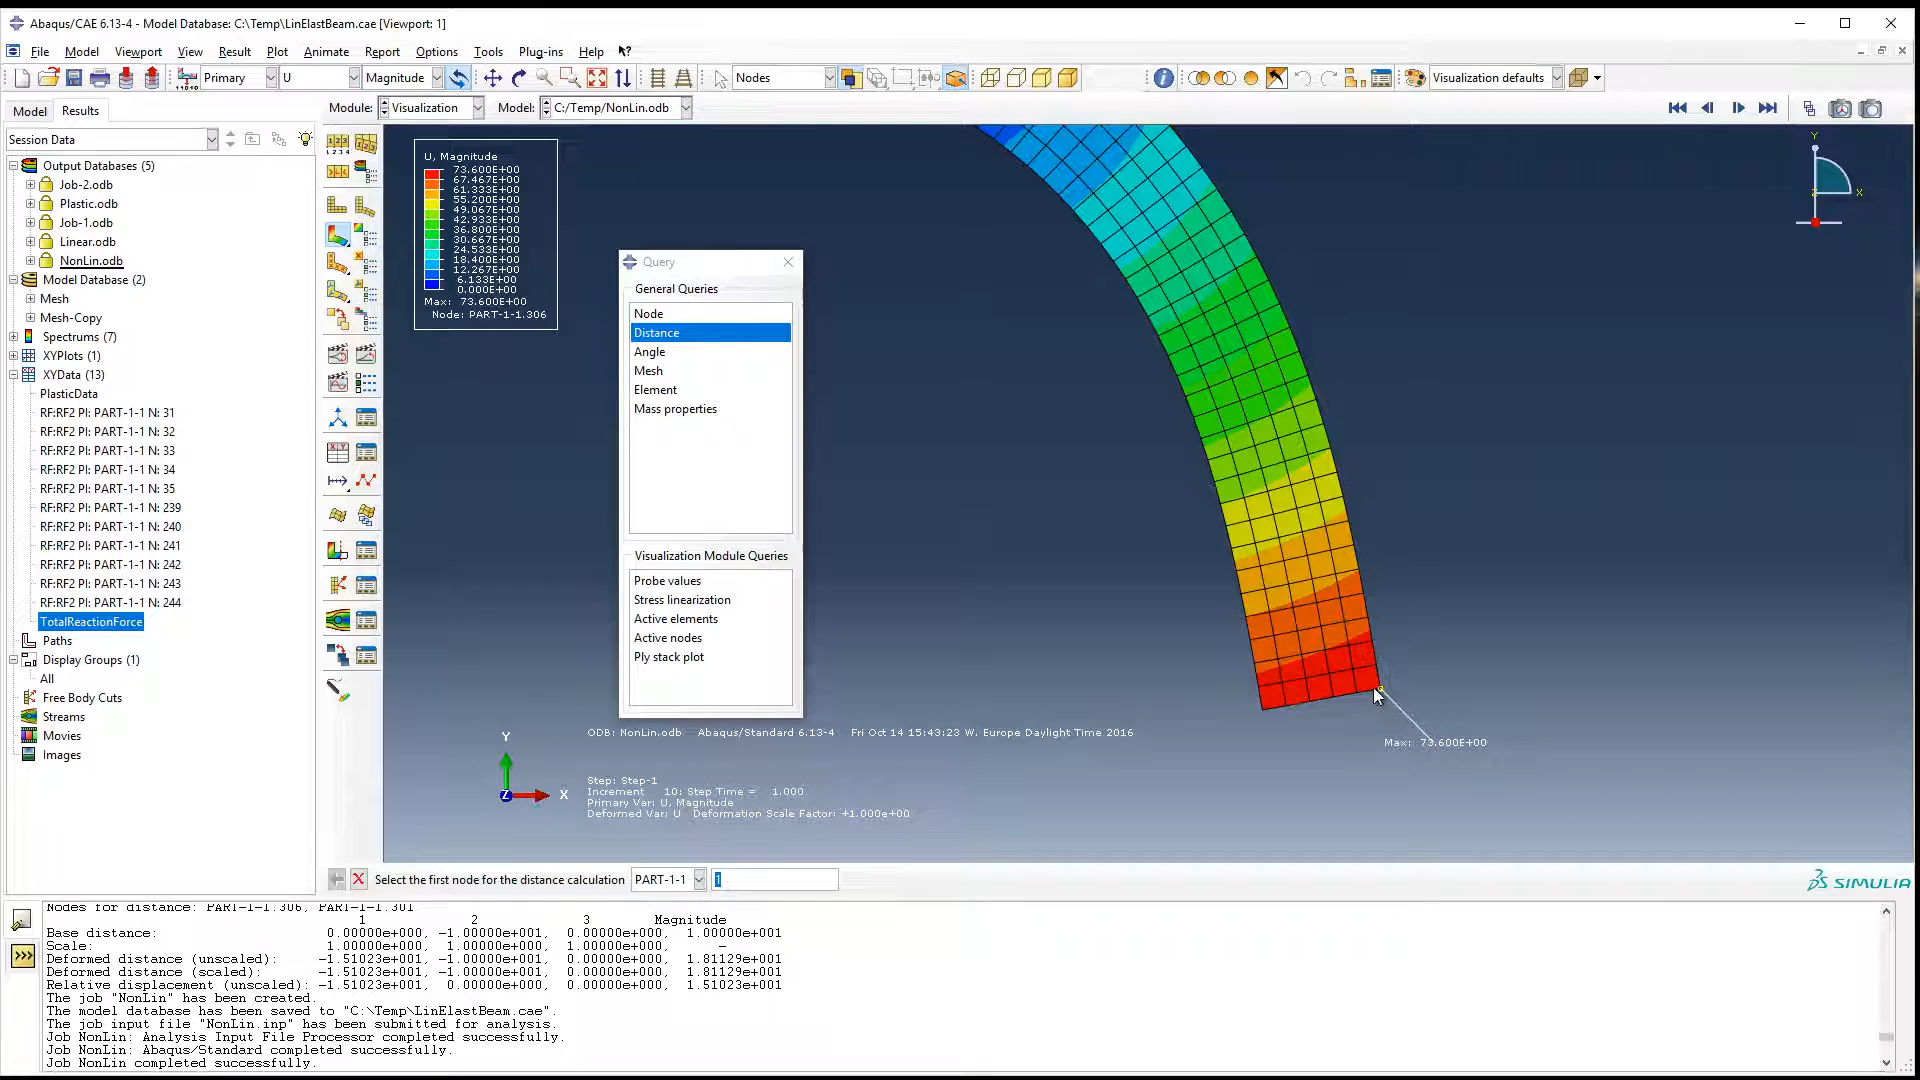 Abaqus/CAE 6.13-4 - Model Database: C:\Temp\LinElastBeam.cae [Viewport: 1]
File Model Viewport View Result Plot Animate Report Options Tools Plug-ins Help
Primary U Magnitude Nodes Visualization defaults
Model Results Module: Visualization Model: C:/Temp/NonLin.odb
Session Data
Output Databases (5)
Job-2.odb
Plastic.odb
Job-1.odb
Linear.odb
NonLin.odb
Model Database (2)
Mesh
Mesh-Copy
Spectrums (7)
XYPlots (1)
XYData (13)
PlasticData
RF:RF2 PI: PART-1-1 N: 31
RF:RF2 PI: PART-1-1 N: 32
RF:RF2 PI: PART-1-1 N: 33
RF:RF2 PI: PART-1-1 N: 34
RF:RF2 PI: PART-1-1 N: 35
RF:RF2 PI: PART-1-1 N: 239
RF:RF2 PI: PART-1-1 N: 240
RF:RF2 PI: PART-1-1 N: 241
RF:RF2 PI: PART-1-1 N: 242
RF:RF2 PI: PART-1-1 N: 243
RF:RF2 PI: PART-1-1 N: 244
TotalReactionForce
Paths
Display Groups (1)
All
Free Body Cuts
Streams
Movies
Images
U, Magnitude
73.600E+00
67.467E+00
61.333E+00
55.200E+00
49.067E+00
42.933E+00
36.800E+00
30.667E+00
24.533E+00
18.400E+00
12.267E+00
6.133E+00
0.000E+00
Max: 73.600E+00
Node: PART-1-1.306
Query
General Queries
Node
Distance
Angle
Mesh
Element
Mass properties
Visualization Module Queries
Probe values
Stress linearization
Active elements
Active nodes
Ply stack plot
Y
X
Z
Max: 73.600E+00
ODB: NonLin.odb Abaqus/Standard 6.13-4 Fri Oct 14 15:43:23 W. Europe Daylight Time 2016
Y
Z X
Step: Step-1
Increment 10: Step Time = 1.000
Primary Var: U, Magnitude
Deformed Var: U Deformation Scale Factor: +1.000e+00
Select the first node for the distance calculation PART-1-1 1
SIMULIA
Nodes for distance: PART-1-1.306, PART-1-1.301
1 2 3 Magnitude
Base distance: 0.00000e+000, -1.00000e+001, 0.00000e+000, 1.00000e+001
Scale: 1.00000e+000, 1.00000e+000, 1.00000e+000, -
Deformed distance (unscaled): -1.51023e+001, -1.00000e+001, 0.00000e+000, 1.81129e+001
Deformed distance (scaled): -1.51023e+001, -1.00000e+001, 0.00000e+000, 1.81129e+001
Relative displacement (unscaled): -1.51023e+001, 0.00000e+000, 0.00000e+000, 1.51023e+001
The job "NonLin" has been created.
The model database has been saved to "C:\Temp\LinElastBeam.cae".
The job input file "NonLin.inp" has been submitted for analysis.
Job NonLin: Analysis Input File Processor completed successfully.
Job NonLin: Abaqus/Standard completed successfully.
Job NonLin completed successfully.